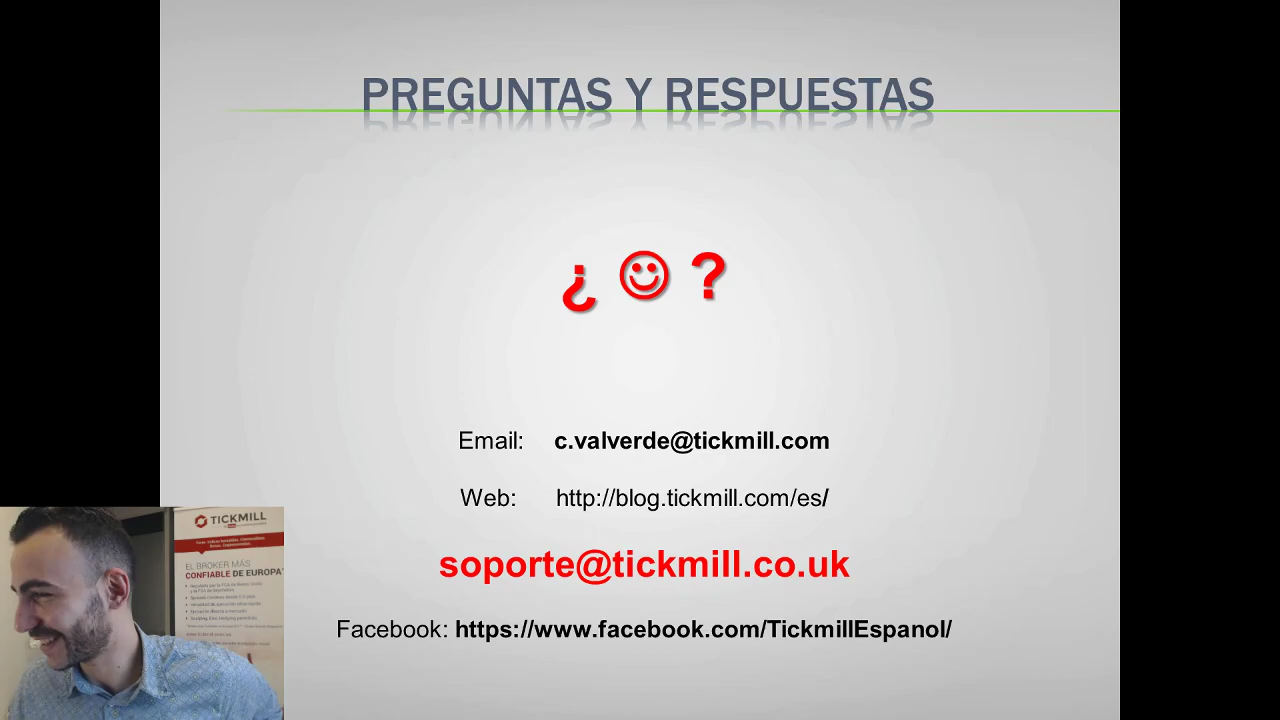 PREGUNTAS Y RESPUESTAS
¿ ☺ ?
Email: c.valverde@tickmill.com
Web: http://blog.tickmill.com/es/
soporte@tickmill.co.uk
Facebook: https://www.facebook.com/TickmillEspanol/
TICKMILL
EL BROKER MÁS
CONFIABLE DE EUROPA